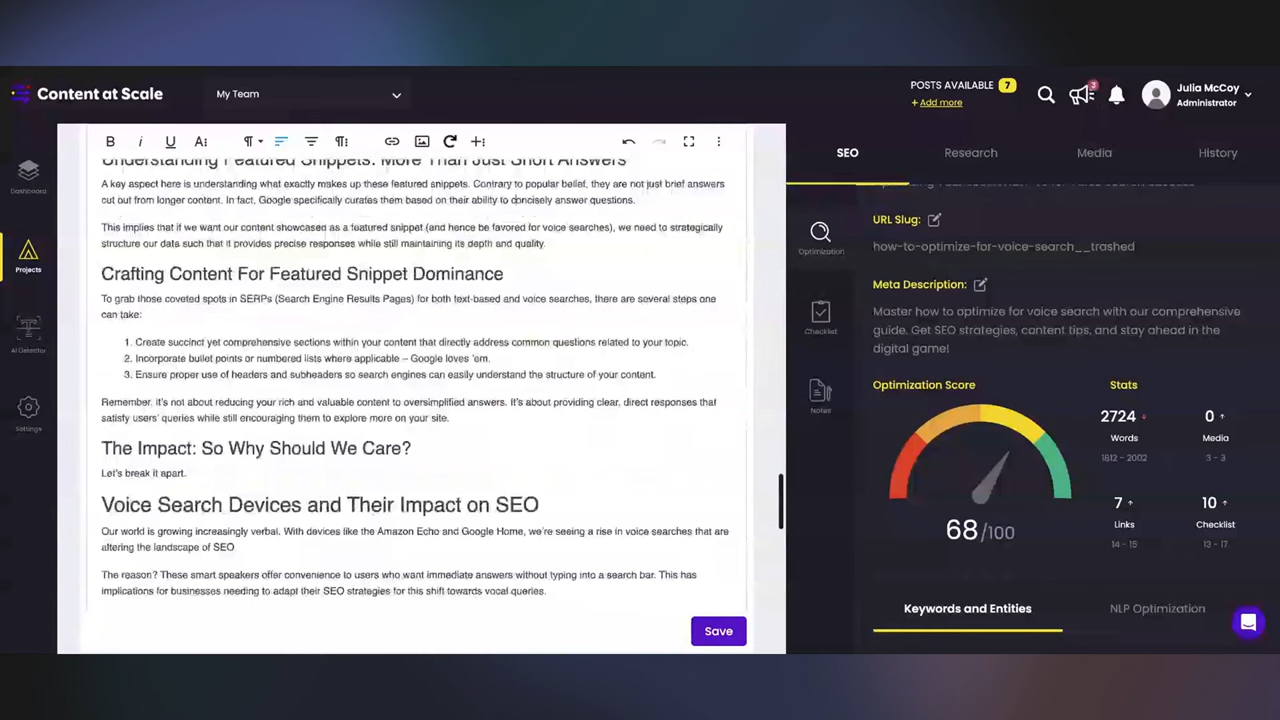 Content at Scale
My Team
POSTS AVAILABLE 7
+ Add more
3
Julia McCoy
Administrator
Dashboard
Projects
AI Detector
Settings
B i U A
Understanding Featured Snippets: More Than Just Short Answers
A key aspect here is understanding what exactly makes up these featured snippets. Contrary to popular belief, they are not just brief answers
cut out from longer content. In fact, Google specifically curates them based on their ability to concisely answer questions.
This implies that if we want our content showcased as a featured snippet (and hence be favored for voice searches), we need to strategically
structure our data such that it provides precise responses while still maintaining its depth and quality.
Crafting Content For Featured Snippet Dominance
To grab those coveted spots in SERPs (Search Engine Results Pages) for both text-based and voice searches, there are several steps one
can take:
1. Create succinct yet comprehensive sections within your content that directly address common questions related to your topic.
2. Incorporate bullet points or numbered lists where applicable – Google loves 'em.
3. Ensure proper use of headers and subheaders so search engines can easily understand the structure of your content.
Remember, it's not about reducing your rich and valuable content to oversimplified answers. It's about providing clear, direct responses that
satisfy users' queries while still encouraging them to explore more on your site.
The Impact: So Why Should We Care?
Let's break it apart.
Voice Search Devices and Their Impact on SEO
Our world is growing increasingly verbal. With devices like the Amazon Echo and Google Home, we're seeing a rise in voice searches that are
altering the landscape of SEO
The reason? These smart speakers offer convenience to users who want immediate answers without typing into a search bar. This has
implications for businesses needing to adapt their SEO strategies for this shift towards vocal queries.
Save
SEO Research Media History
Optimization
Checklist
Notes
URL Slug:
how-to-optimize-for-voice-search__trashed
Meta Description:
Master how to optimize for voice search with our comprehensive
guide. Get SEO strategies, content tips, and stay ahead in the
digital game!
Optimization Score
68 /100
Stats
2724 0
Words Media
1612 - 2002 3 - 3
7 10
Links Checklist
14 - 15 13 - 17
Keywords and Entities NLP Optimization